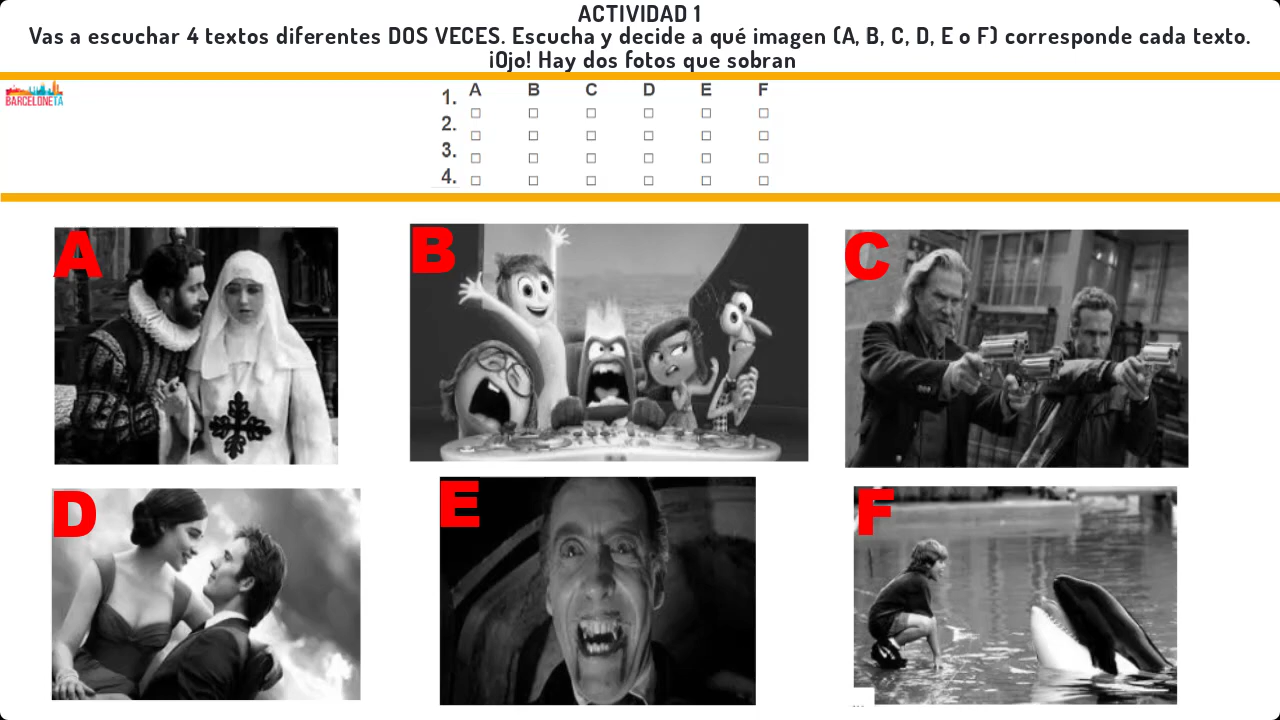 ACTIVIDAD 1
Vas a escuchar 4 textos diferentes DOS VECES. Escucha y decide a qué imagen (A, B, C, D, E o F) corresponde cada texto.
¡Ojo! Hay dos fotos que sobran
BARCELONETA
A B C D E F
1.
2.
3.
4.
A
B
C
D
E
F